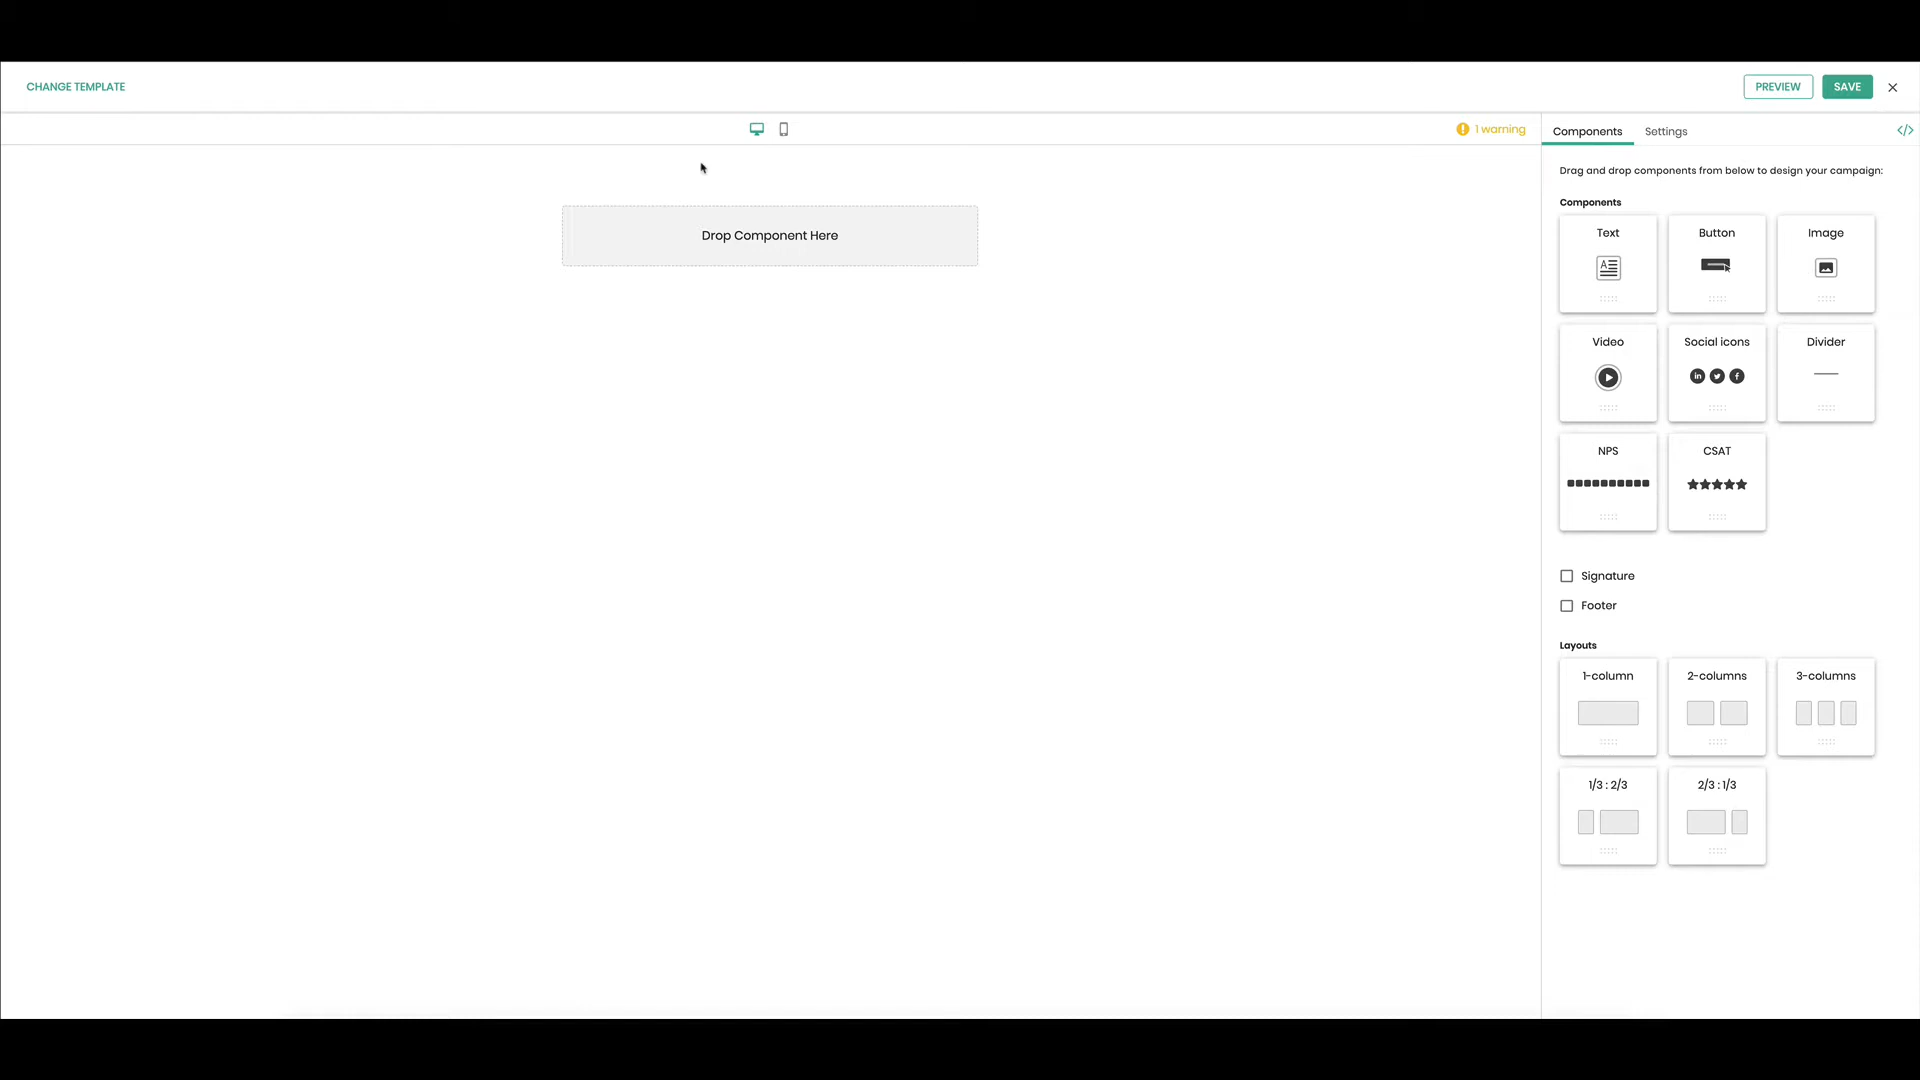 CHANGE TEMPLATE
PREVIEW
SAVE
1 warning
Components
Settings
</>
Drag and drop components from below to design your campaign:
Drop Component Here
Components
Text
Button
Image
Video
Social icons
Divider
NPS
CSAT
Signature
Footer
Layouts
1-column
2-columns
3-columns
1/3 : 2/3
2/3 : 1/3